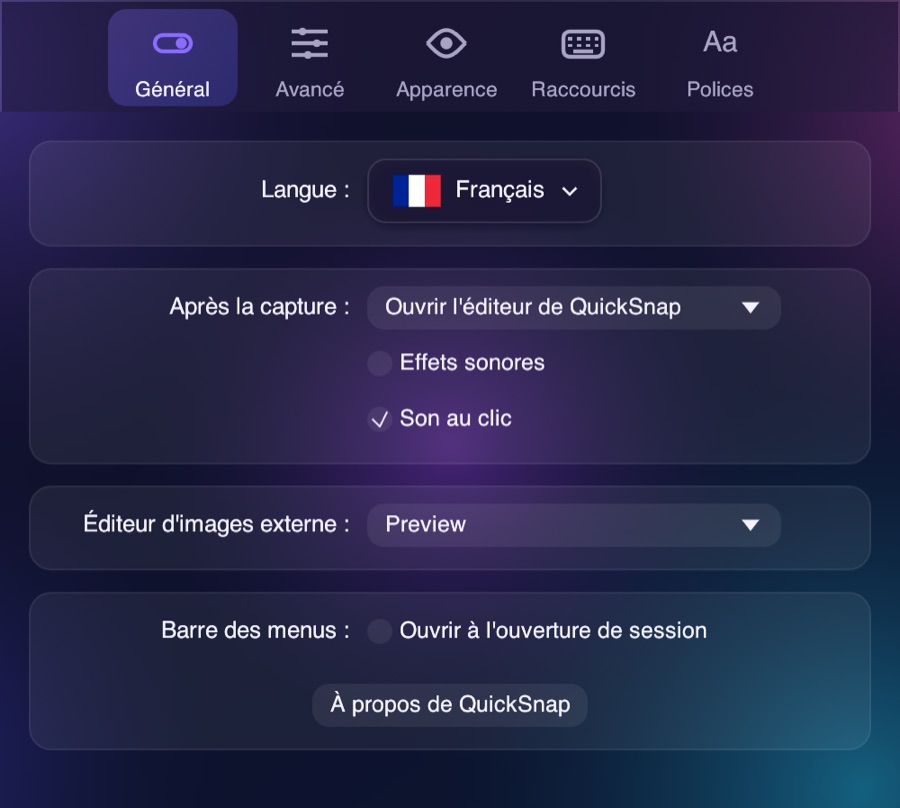 Aa
Général Avancé Apparence Raccourcis Polices
Langue : Français
Après la capture : Ouvrir l'éditeur de QuickSnap
Effets sonores
Son au clic
Éditeur d'images externe : Preview
Barre des menus : Ouvrir à l'ouverture de session
À propos de QuickSnap